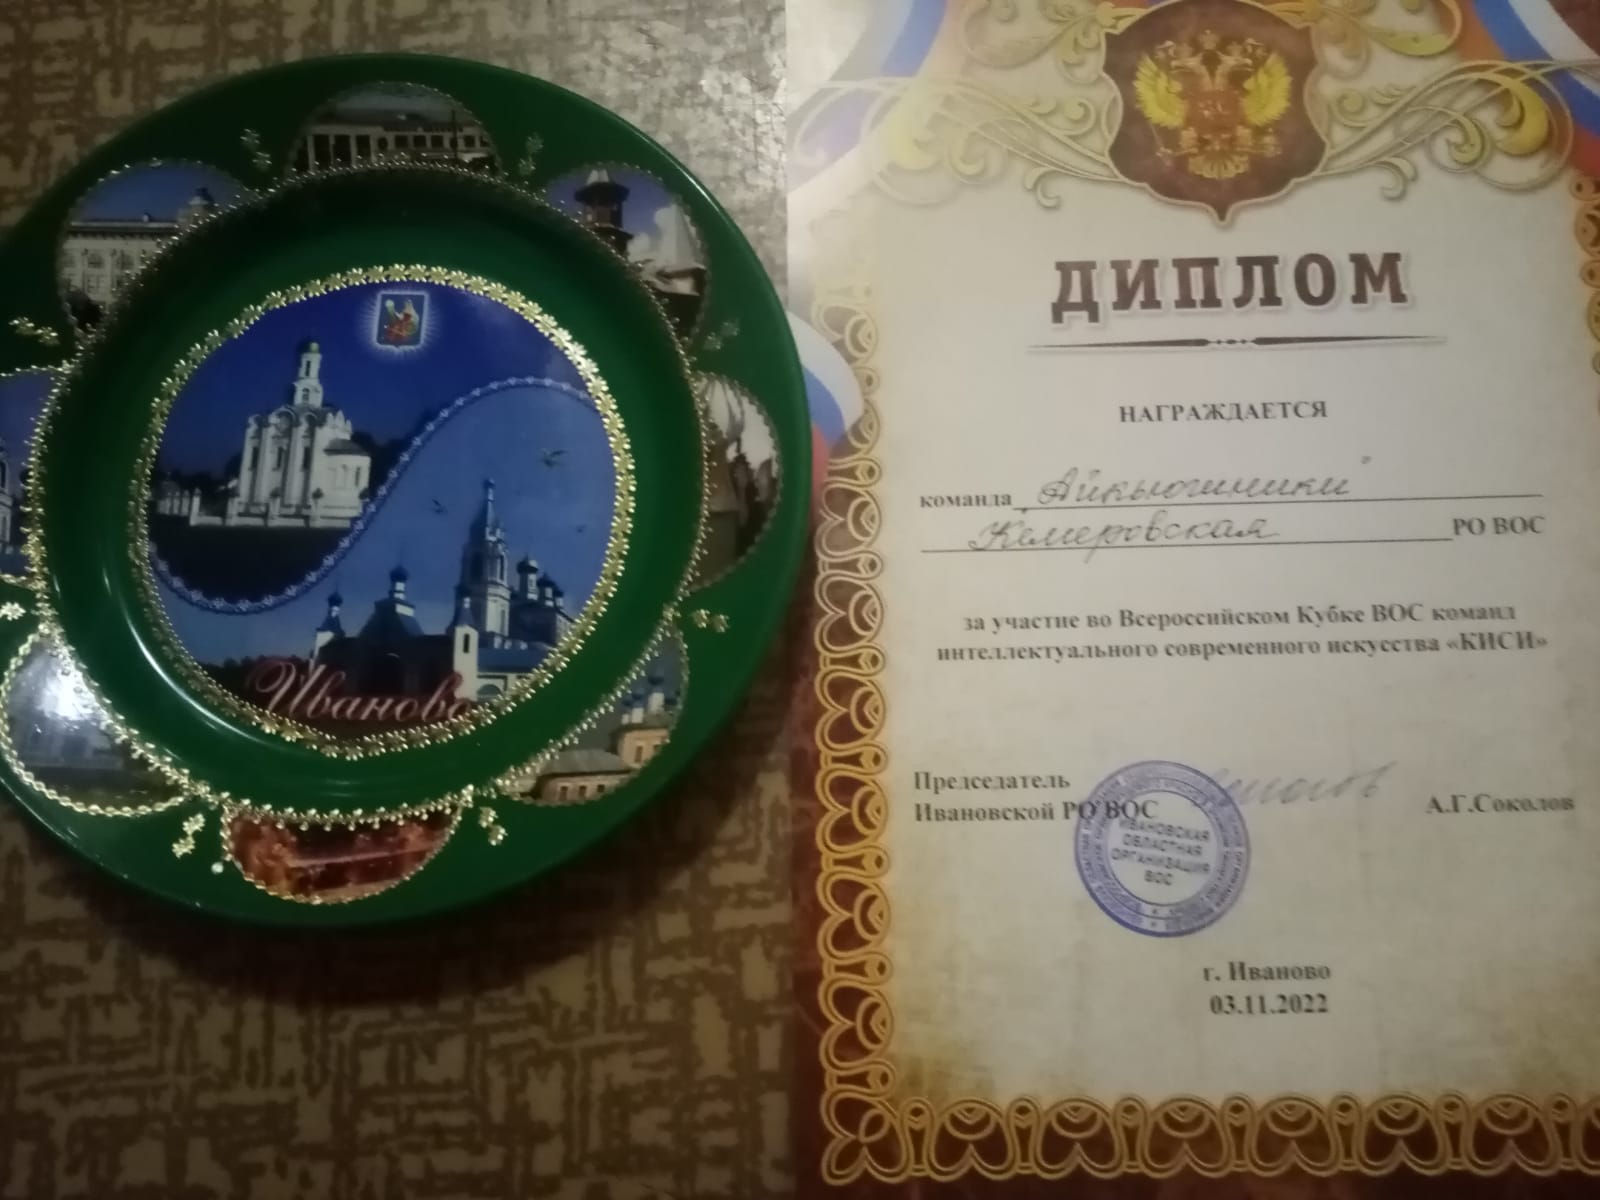 Иваново
ДИПЛОМ
НАГРАЖДАЕТСЯ
команда "Айкьюшники"
Кемеровская РО ВОС
за участие во Всероссийском Кубке ВОС команд
интеллектуального современного искусства «КИСИ»
Председатель
Ивановской РО ВОС А.Г.Соколов
ИВАНОВСКАЯ
ОБЛАСТНАЯ
ОРГАНИЗАЦИЯ
ВОС
г. Иваново
03.11.2022